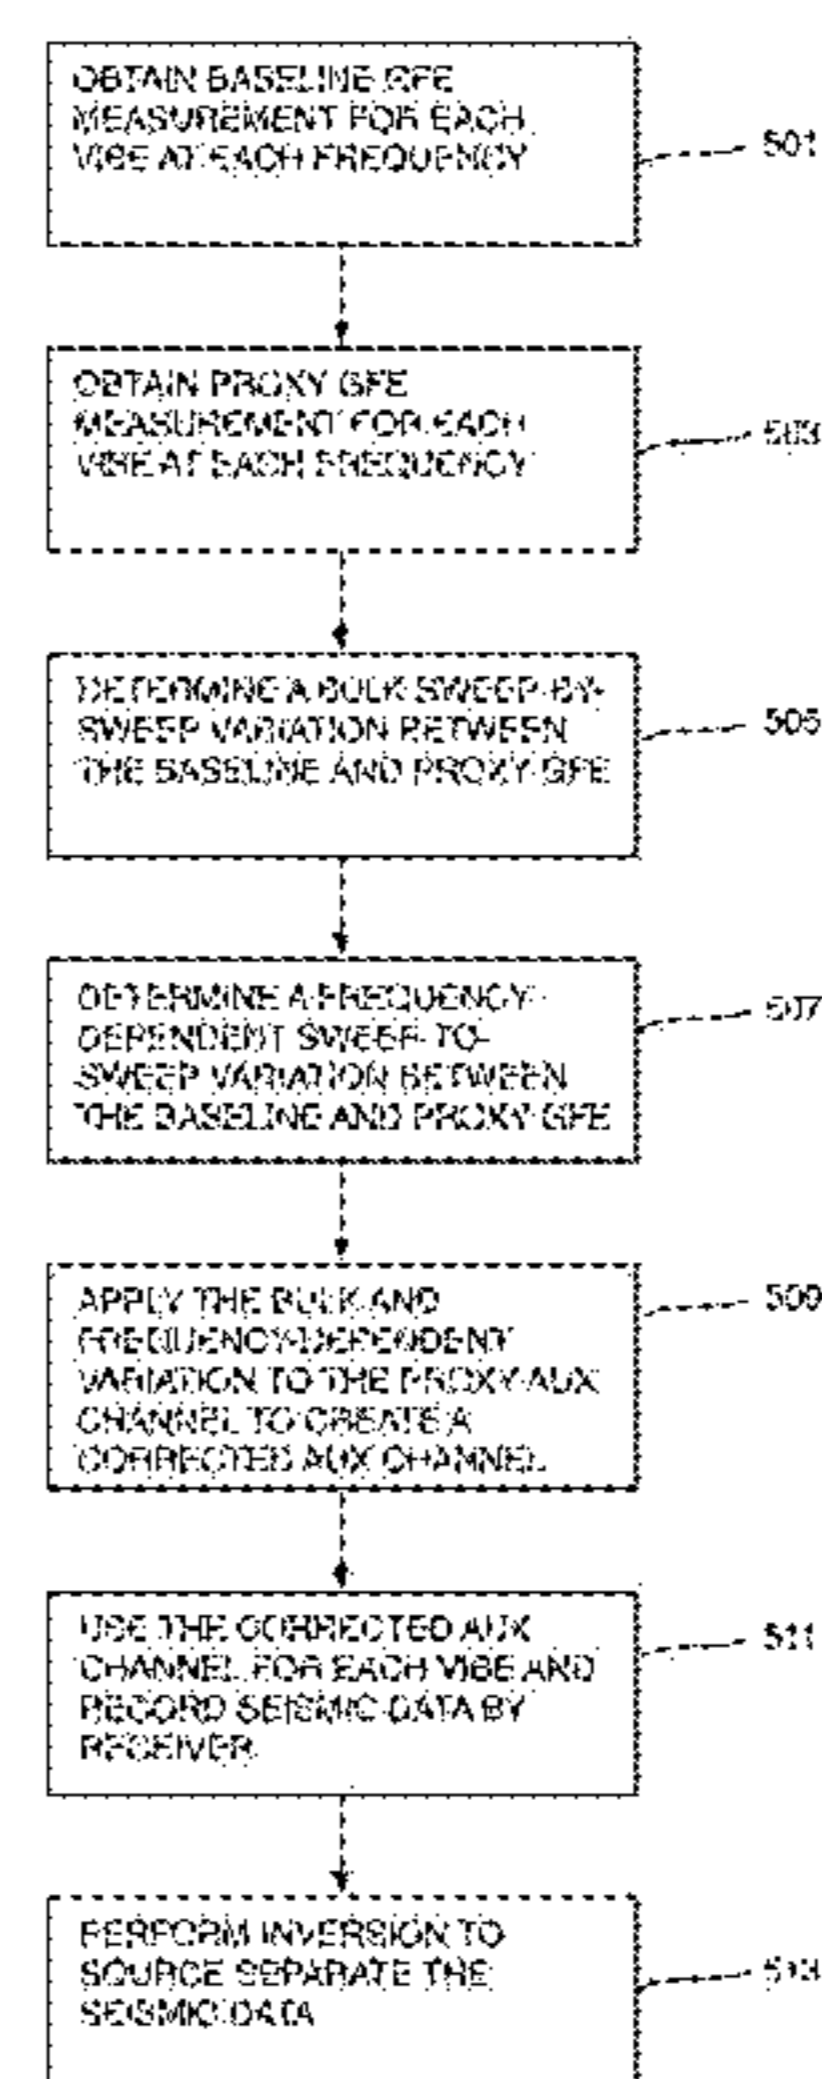 OBTAIN BASELINE GFE
MEASUREMENT FOR EACH
VIBE AT EACH FREQUENCY
501
OBTAIN PROXY GFE
MEASUREMENT FOR EACH
VIBE AT EACH FREQUENCY
503
DETERMINE A BULK SWEEP-BY-
SWEEP VARIATION BETWEEN
THE BASELINE AND PROXY GFE
505
DETERMINE A FREQUENCY-
DEPENDENT SWEEP-TO-
SWEEP VARIATION BETWEEN
THE BASELINE AND PROXY GFE
507
APPLY THE BULK AND
FREQUENCY-DEPENDENT
VARIATION TO THE PROXY AUX
CHANNEL TO CREATE A
CORRECTED AUX CHANNEL
509
USE THE CORRECTED AUX
CHANNEL FOR EACH VIBE AND
RECORD SEISMIC DATA BY
RECEIVER
511
PERFORM INVERSION TO
SOURCE SEPARATE THE
SEISMIC DATA
513